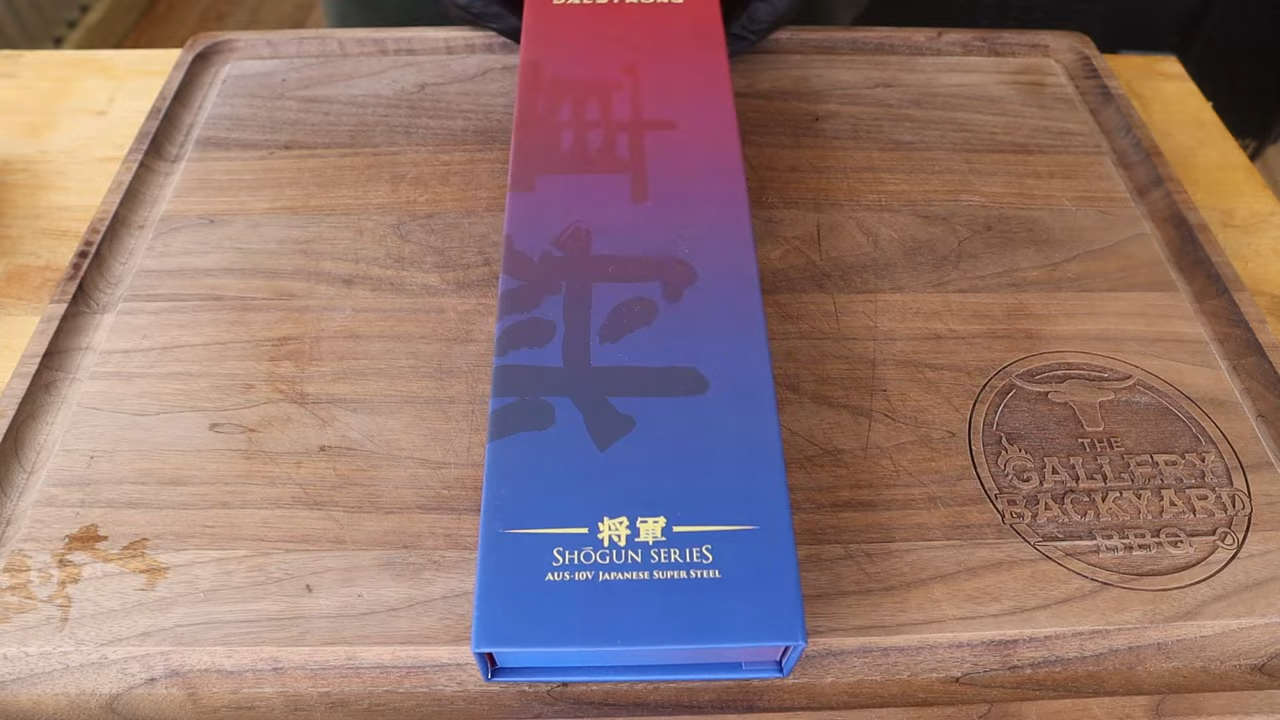 将軍
SHŌGUN SERIES
AUS-10V JAPANESE SUPER STEEL
THE
GALLERY
BACKYARD
BBQ